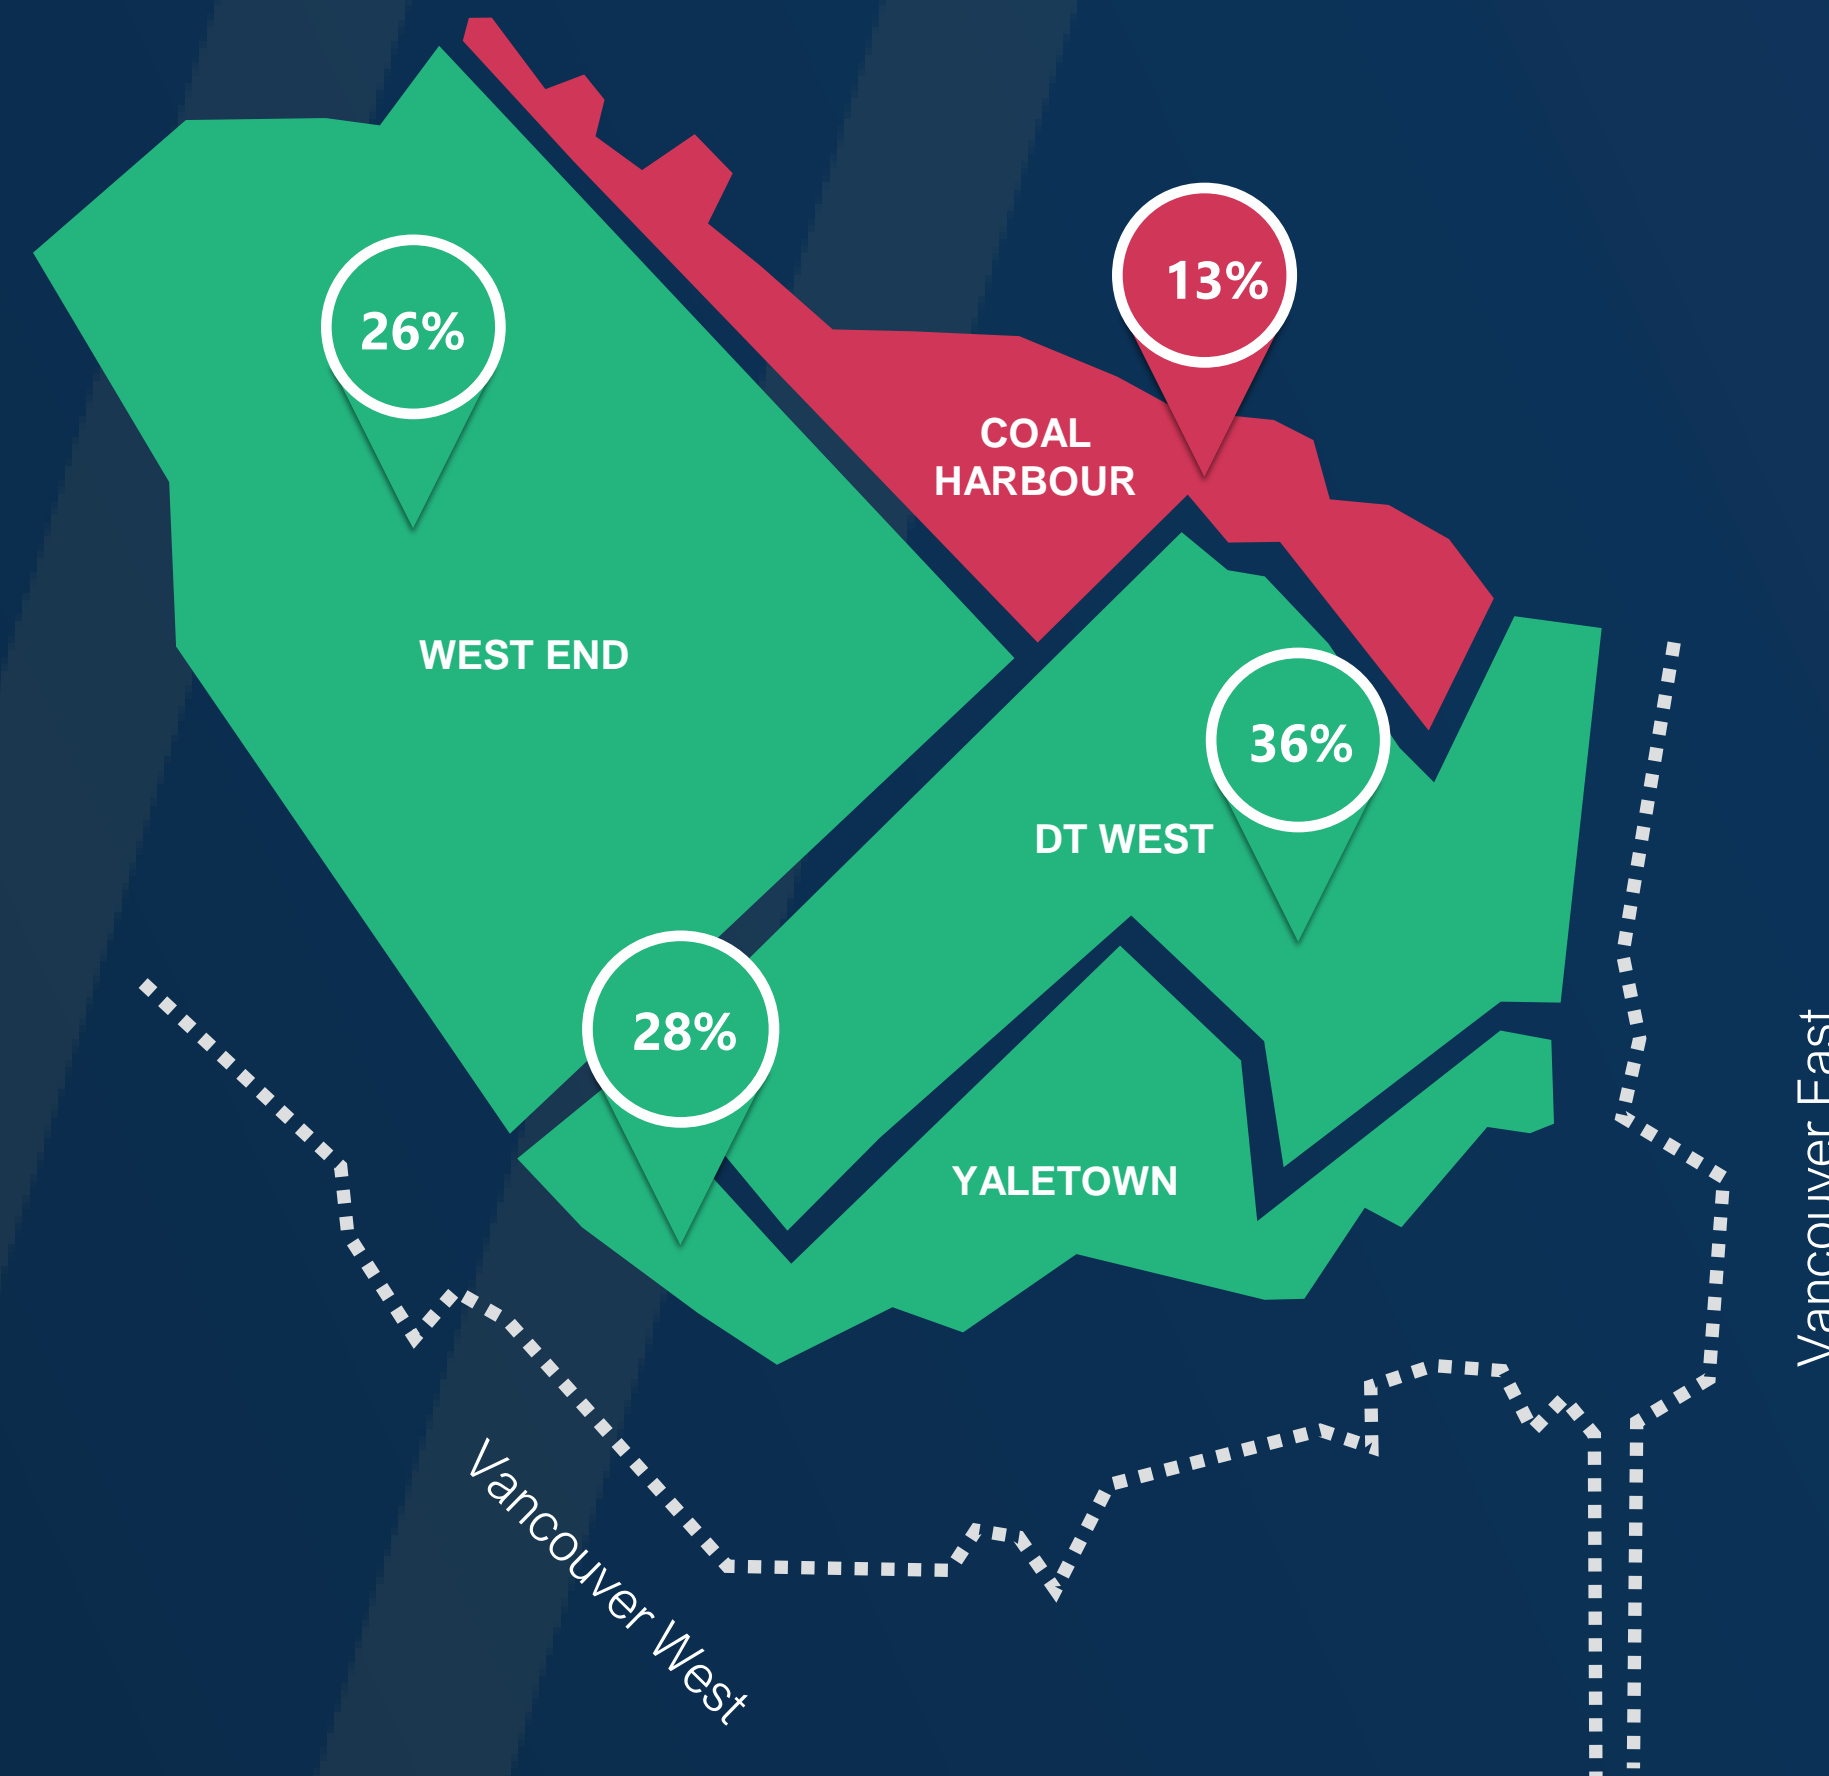 13%
26%
COAL
HARBOUR
WEST END
36%
DT WEST
28%
YALETOWN
Vancouver East
Vancouver West